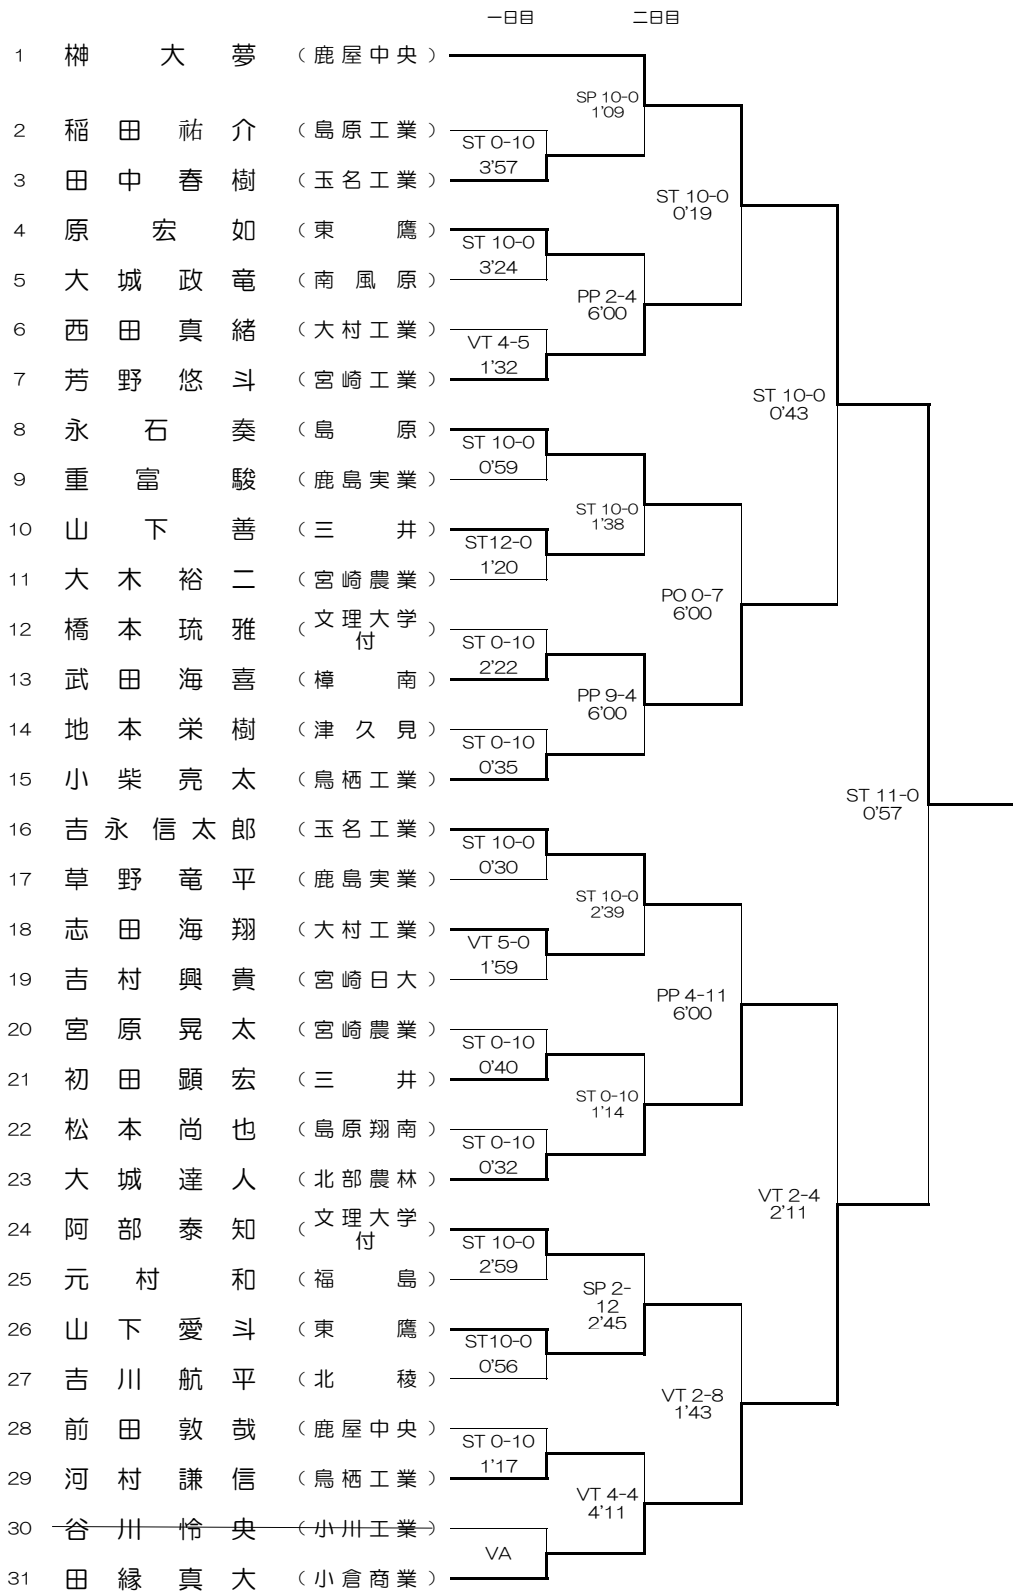 一日目 二日目
1 榊 大 夢 （鹿屋中央）
SP 10-0
1'09
2 稲 田 祐 介 （島原工業）
ST 0-10
3'57
3 田 中 春 樹 （玉名工業）
ST 10-0
0'19
4 原 宏 如 （東 鷹）
ST 10-0
3'24
5 大 城 政 竜 （南 風 原）
PP 2-4
6'00
6 西 田 真 緒 （大村工業）
VT 4-5
1'32
7 芳 野 悠 斗 （宮崎工業）
ST 10-0
0'43
8 永 石 奏 （島 原）
ST 10-0
0'59
9 重 富 駿 （鹿島実業）
ST 10-0
1'38
10 山 下 善 （三 井）
ST12-0
1'20
11 大 木 裕 二 （宮崎農業）
PO 0-7
6'00
12 橋 本 琉 雅 （文理大学付）
ST 0-10
2'22
13 武 田 海 喜 （樟 南）
PP 9-4
6'00
14 地 本 栄 樹 （津 久 見）
ST 0-10
0'35
15 小 柴 亮 太 （鳥栖工業）
ST 11-0
0'57
16 吉 永 信 太 郎 （玉名工業）
ST 10-0
0'30
17 草 野 竜 平 （鹿島実業）
ST 10-0
2'39
18 志 田 海 翔 （大村工業）
VT 5-0
1'59
19 吉 村 興 貴 （宮崎日大）
PP 4-11
6'00
20 宮 原 晃 太 （宮崎農業）
ST 0-10
0'40
21 初 田 顕 宏 （三 井）
ST 0-10
1'14
22 松 本 尚 也 （島原翔南）
ST 0-10
0'32
23 大 城 達 人 （北部農林）
VT 2-4
2'11
24 阿 部 泰 知 （文理大学付）
ST 10-0
2'59
25 元 村 和 （福 島）
SP 2-
12
2'45
26 山 下 愛 斗 （東 鷹）
ST10-0
0'56
27 吉 川 航 平 （北 稜）
VT 2-8
1'43
28 前 田 敦 哉 （鹿屋中央）
ST 0-10
1'17
29 河 村 謙 信 （鳥栖工業）
VT 4-4
4'11
30 谷 川 怜 央 （小川工業）
VA
31 田 縁 真 大 （小倉商業）